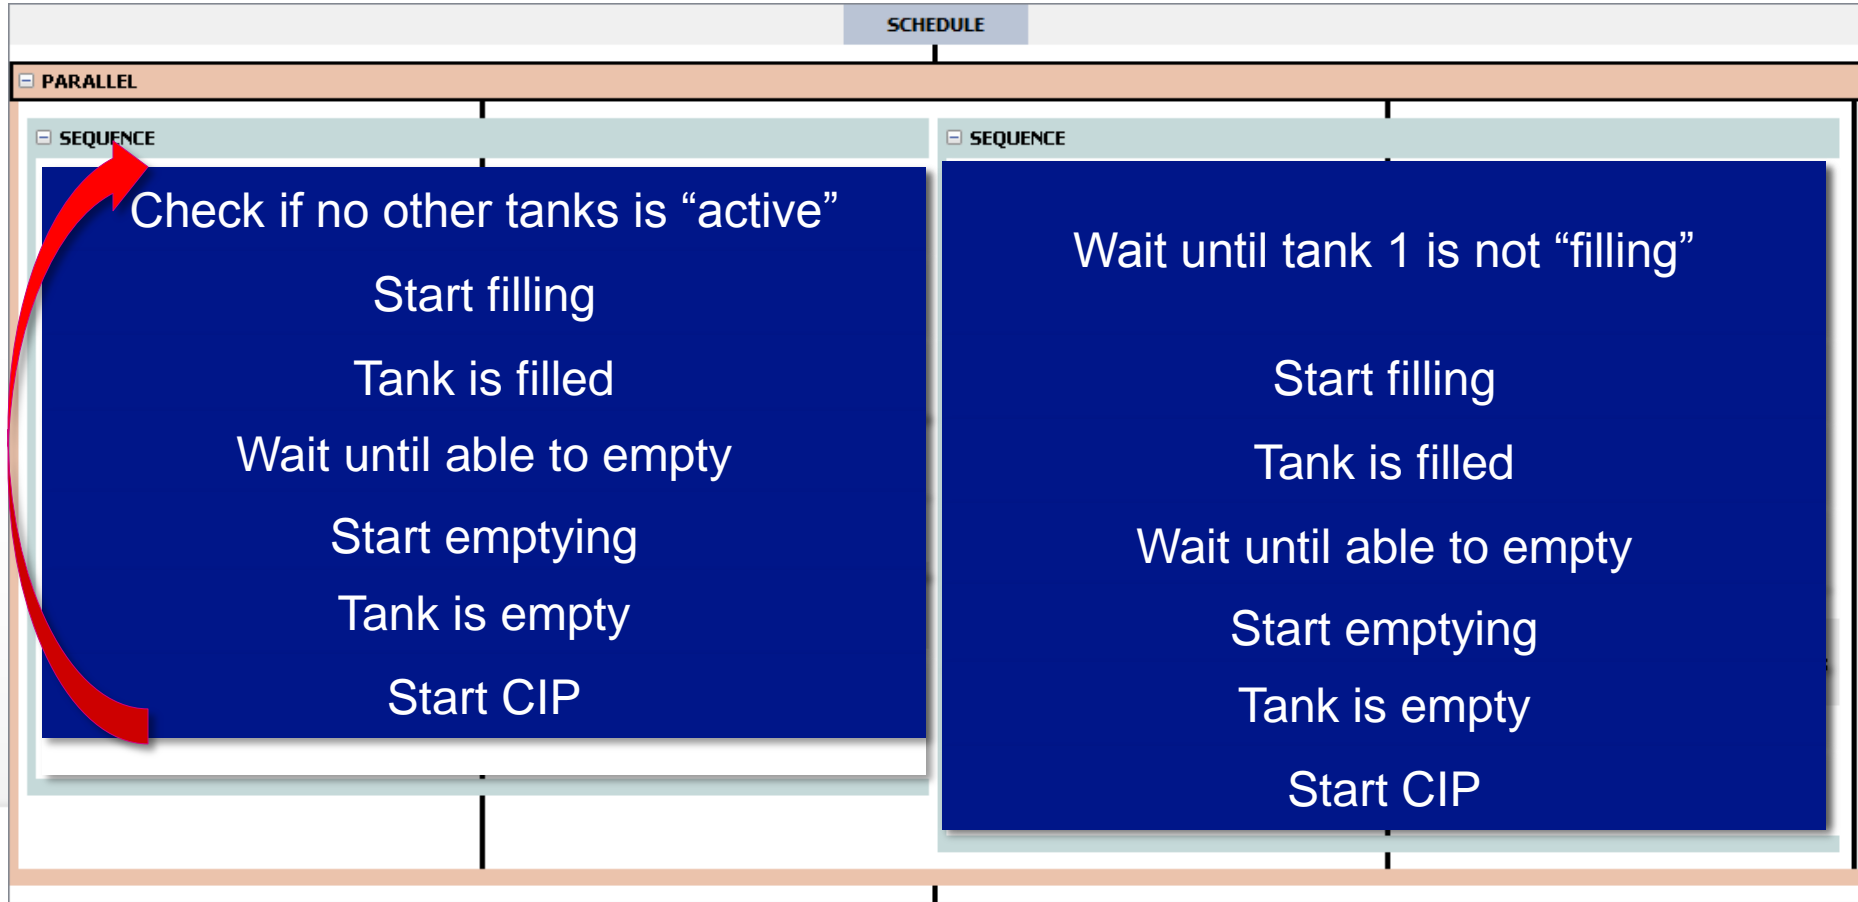 SCHEDULE
PARALLEL
SEQUENCE
Check if no other tanks is “active”
Start filling
Tank is filled
Wait until able to empty
Start emptying
Tank is empty
Start CIP
SEQUENCE
Wait until tank 1 is not “filling”
Start filling
Tank is filled
Wait until able to empty
Start emptying
Tank is empty
Start CIP